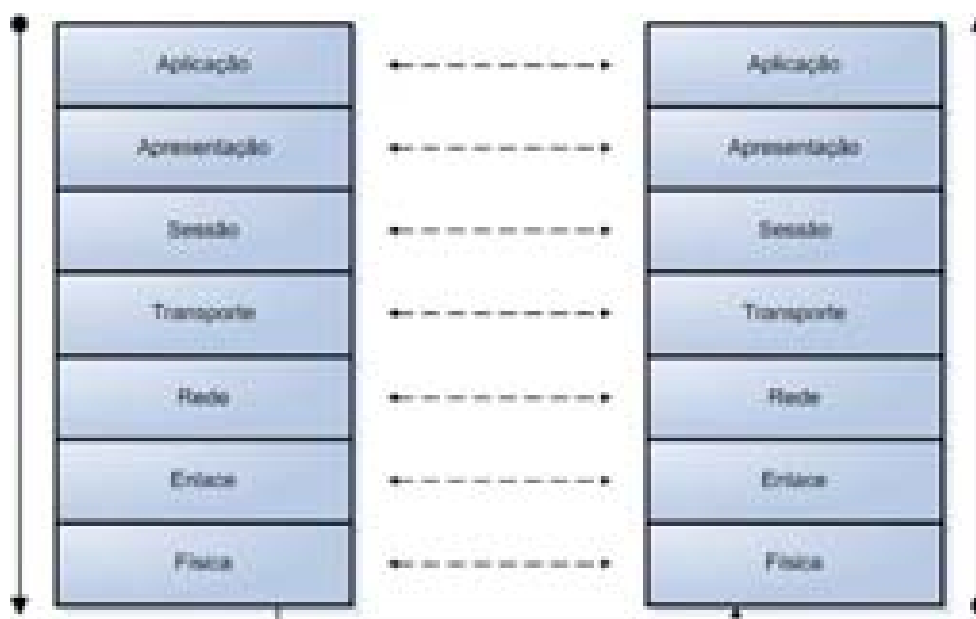 Aplicação Aplicação
Apresentação Apresentação
Sessão Sessão
Transporte Transporte
Rede Rede
Enlace Enlace
Física Física